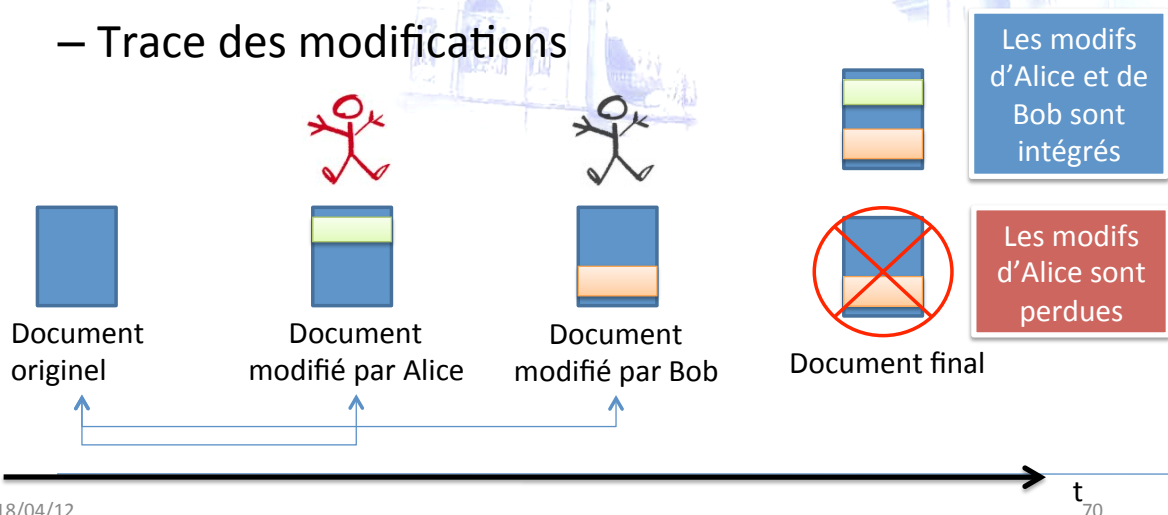 – Trace des modifications
Les modifs
d’Alice et de
Bob sont
intégrés
Les modifs
d’Alice sont
perdues
Document
originel
Document
modifié par Alice
Document
modifié par Bob
Document final
t
18/04/12
70